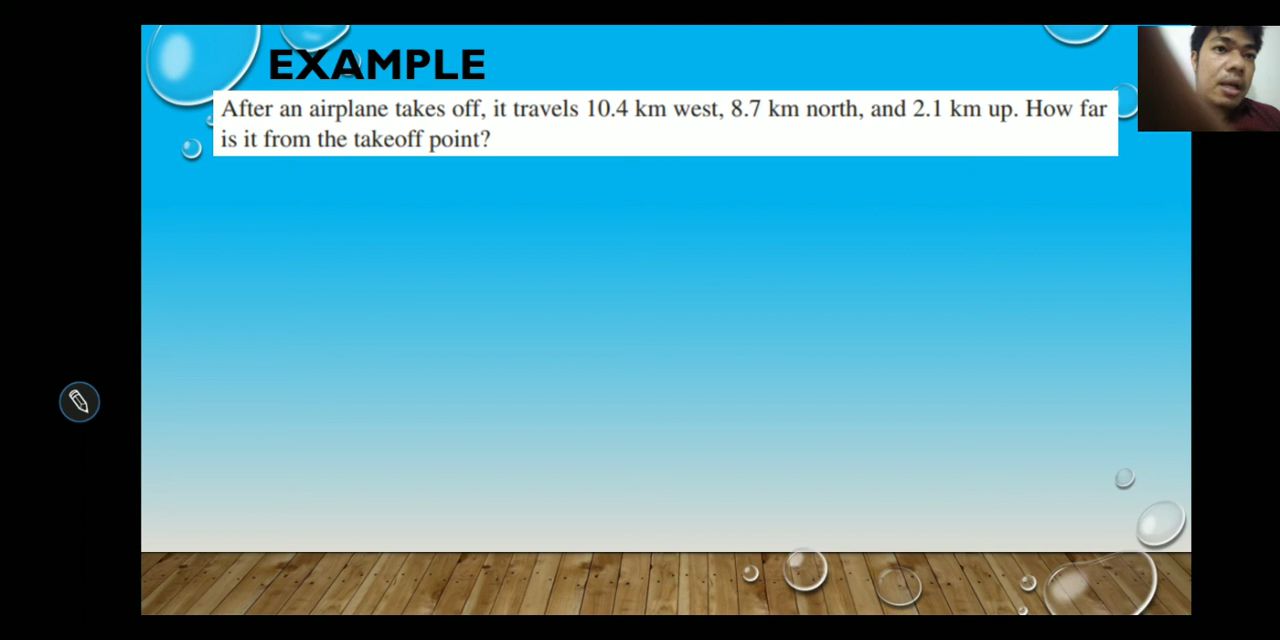 EXAMPLE
After an airplane takes off, it travels 10.4 km west, 8.7 km north, and 2.1 km up. How far
is it from the takeoff point?